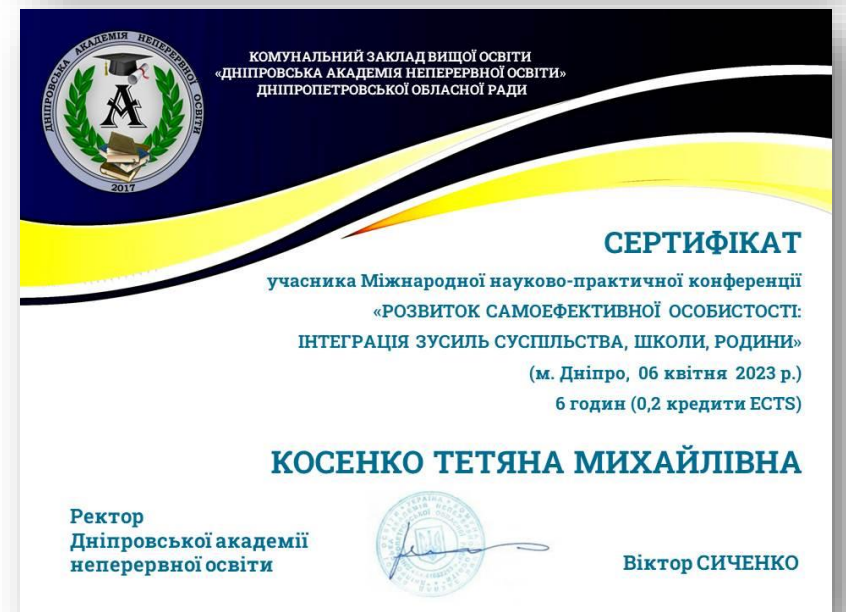 ДНІПРОВСЬКА АКАДЕМІЯ НЕПЕРЕРВНОЇ ОСВІТИ
А
2017
КОМУНАЛЬНИЙ ЗАКЛАД ВИЩОЇ ОСВІТИ
«ДНІПРОВСЬКА АКАДЕМІЯ НЕПЕРЕРВНОЇ ОСВІТИ»
ДНІПРОПЕТРОВСЬКОЇ ОБЛАСНОЇ РАДИ
СЕРТИФІКАТ
учасника Міжнародної науково-практичної конференції
«РОЗВИТОК САМОЕФЕКТИВНОЇ ОСОБИСТОСТІ:
ІНТЕГРАЦІЯ ЗУСИЛЬ СУСПІЛЬСТВА, ШКОЛИ, РОДИНИ»
(м. Дніпро, 06 квітня 2023 р.)
6 годин (0,2 кредити ECTS)
КОСЕНКО ТЕТЯНА МИХАЙЛІВНА
Ректор
Дніпровської академії
неперервної освіти
Віктор СИЧЕНКО